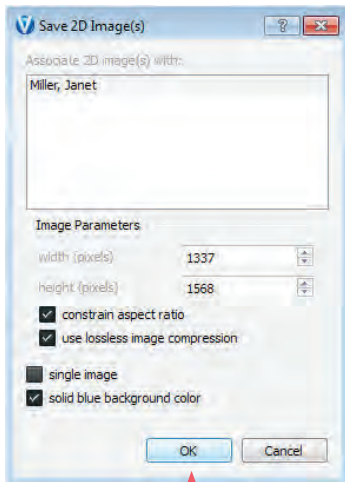 Save 2D Image(s)
Associate 2D image(s) with:
Miller, Janet
Image Parameters
width (pixels) 1337
height (pixels) 1568
constrain aspect ratio
use lossless image compression
single image
solid blue background color
OK Cancel